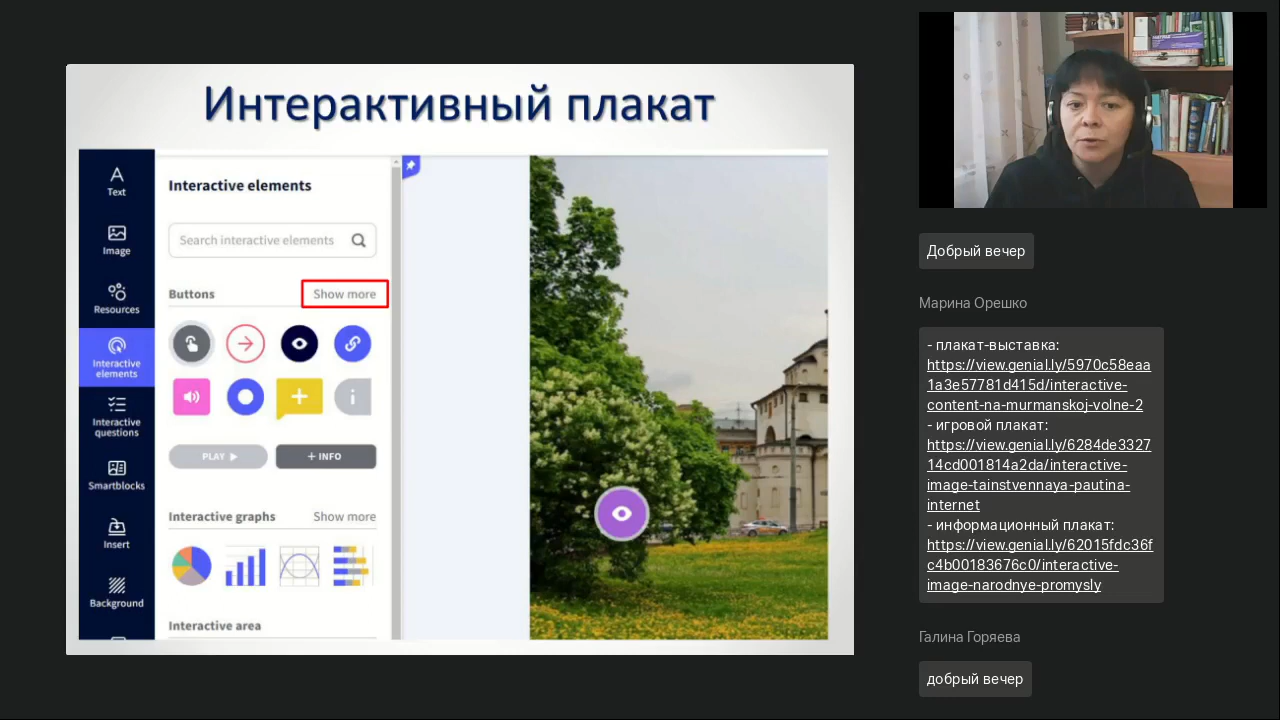 Интерактивный плакат
Text
Image
Resources
Interactive
elements
Interactive
questions
Smartblocks
Insert
Background
Interactive elements
Search interactive elements
Buttons
Show more
PLAY
+ INFO
Interactive graphs
Show more
Interactive area
Добрый вечер
Марина Орешко
- плакат-выставка:
https://view.genial.ly/5970c58eaa
1a3e57781d415d/interactive-
content-na-murmanskoj-volne-2
- игровой плакат:
https://view.genial.ly/6284de3327
14cd001814a2da/interactive-
image-tainstvennaya-pautina-
internet
- информационный плакат:
https://view.genial.ly/62015fdc36f
c4b00183676c0/interactive-
image-narodnye-promysly
Галина Горяева
добрый вечер